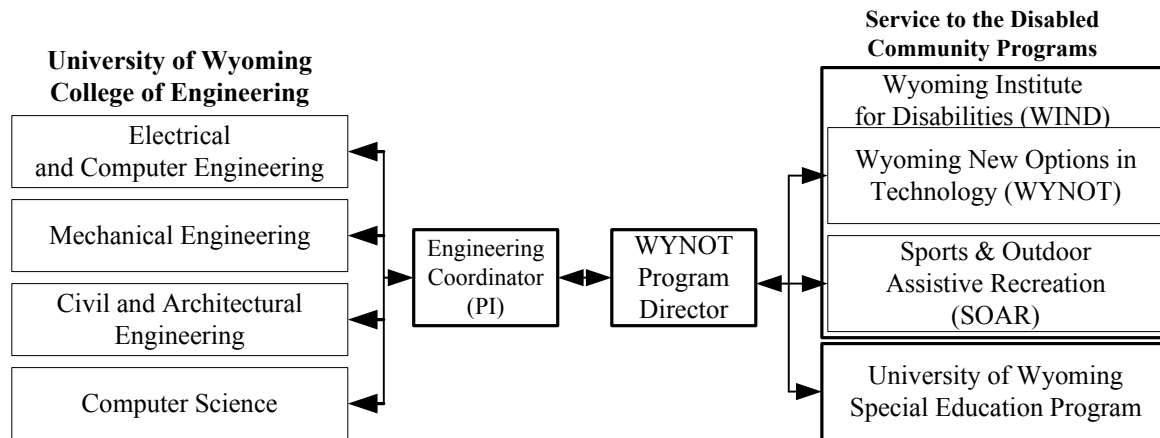 University of Wyoming
College of Engineering
Electrical
and Computer Engineering
Mechanical Engineering
Civil and Architectural
Engineering
Computer Science
Engineering
Coordinator
(PI)
WYNOT
Program
Director
Service to the Disabled
Community Programs
Wyoming Institute
for Disabilities (WIND)
Wyoming New Options in
Technology (WYNOT)
Sports & Outdoor
Assistive Recreation
(SOAR)
University of Wyoming
Special Education Program